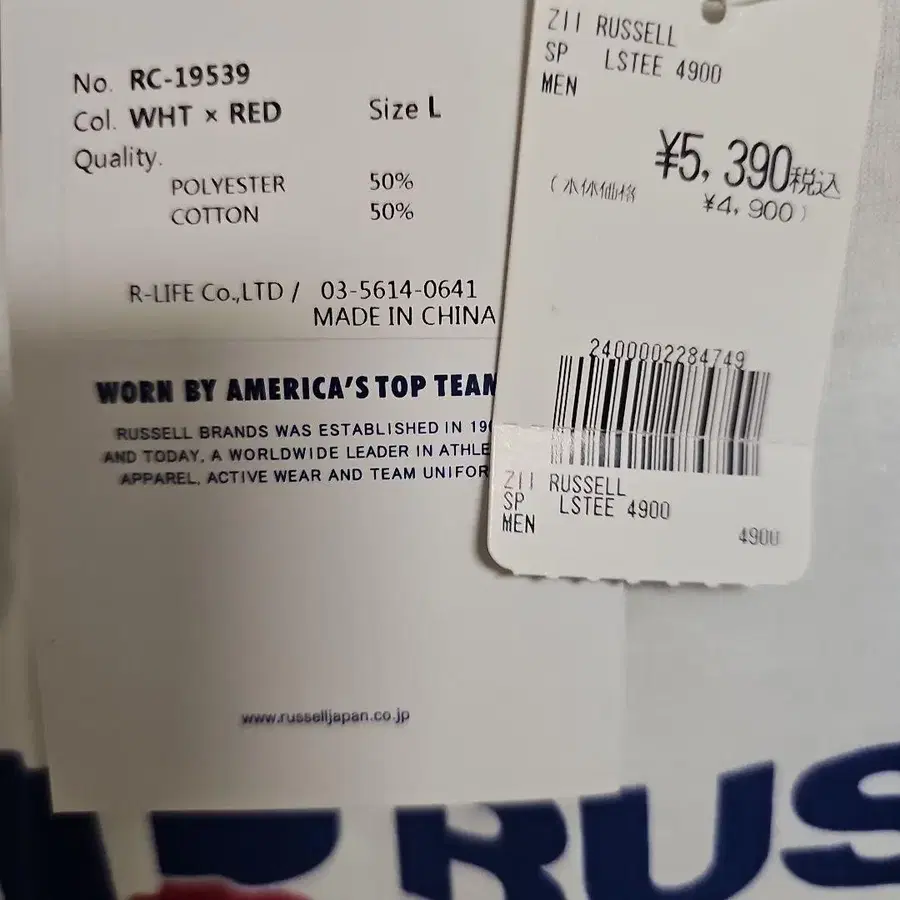 No. RC-19539
Col. WHT × RED Size L
Quality.
POLYESTER 50%
COTTON 50%
R-LIFE Co.,LTD / 03-5614-0641
MADE IN CHINA
WORN BY AMERICA'S TOP TEAM
RUSSELL BRANDS WAS ESTABLISHED IN 19
AND TODAY, A WORLDWIDE LEADER IN ATHLE
APPAREL, ACTIVE WEAR AND TEAM UNIFOR
www.russelljapan.co.jp
Z11 RUSSELL
SP LSTEE 4900
MEN
¥5,390税込
(本体価格 ¥4,900)
2400002284749
Z11 RUSSELL
SP LSTEE 4900
MEN
4900
RUS